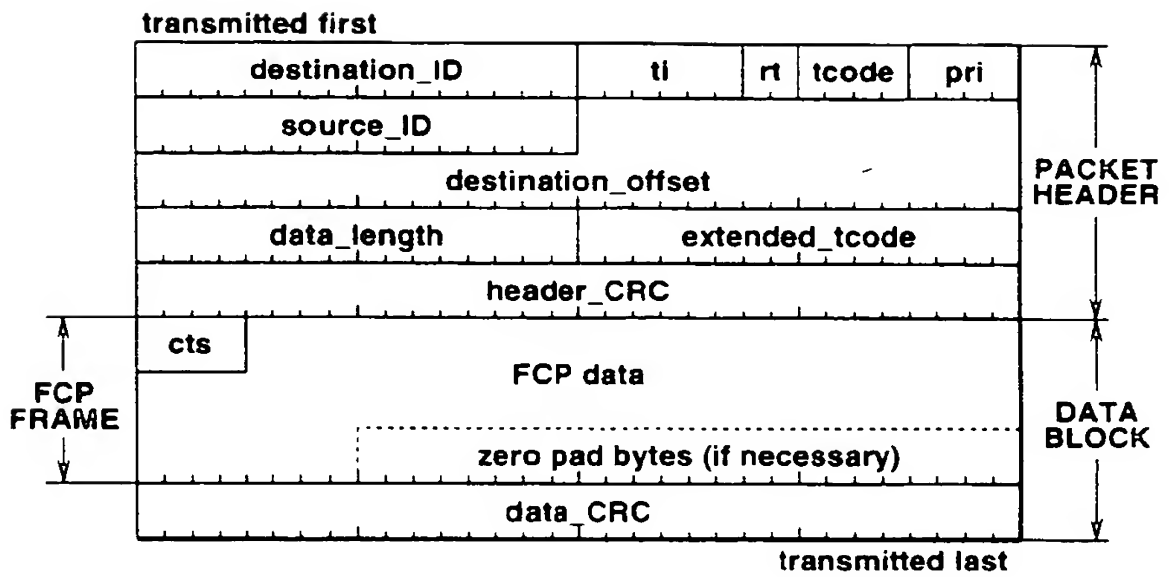 transmitted first
destination_ID tl rt tcode pri
source_ID
destination_offset
PACKET
HEADER
data_length extended_tcode
header_CRC
cts
FCP data
FCP
FRAME
DATA
BLOCK
zero pad bytes (if necessary)
data_CRC
transmitted last